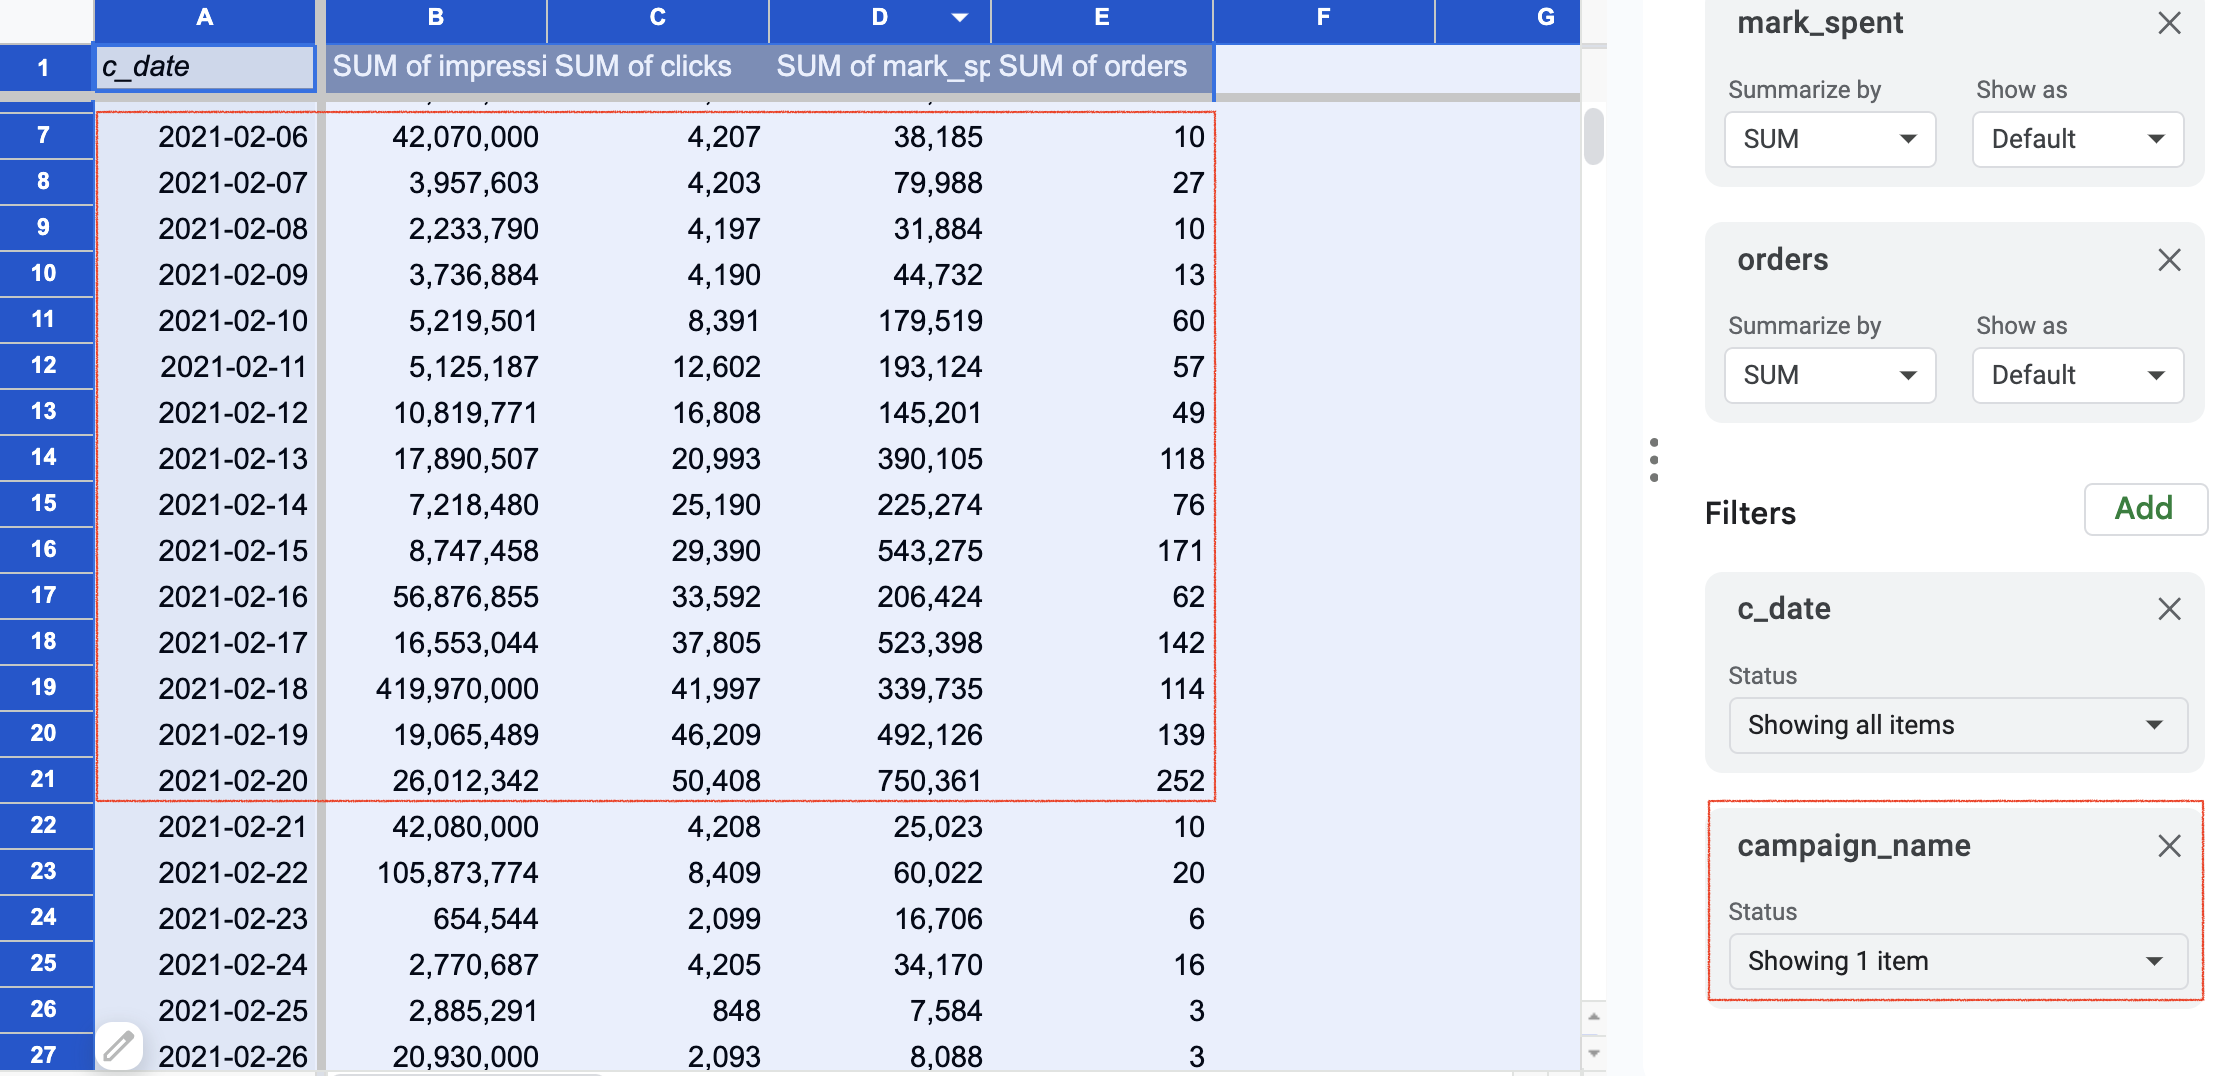 A B C D E F G
1 c_date SUM of impressi SUM of clicks SUM of mark_sp SUM of orders
7 2021-02-06 42,070,000 4,207 38,185 10
8 2021-02-07 3,957,603 4,203 79,988 27
9 2021-02-08 2,233,790 4,197 31,884 10
10 2021-02-09 3,736,884 4,190 44,732 13
11 2021-02-10 5,219,501 8,391 179,519 60
12 2021-02-11 5,125,187 12,602 193,124 57
13 2021-02-12 10,819,771 16,808 145,201 49
14 2021-02-13 17,890,507 20,993 390,105 118
15 2021-02-14 7,218,480 25,190 225,274 76
16 2021-02-15 8,747,458 29,390 543,275 171
17 2021-02-16 56,876,855 33,592 206,424 62
18 2021-02-17 16,553,044 37,805 523,398 142
19 2021-02-18 419,970,000 41,997 339,735 114
20 2021-02-19 19,065,489 46,209 492,126 139
21 2021-02-20 26,012,342 50,408 750,361 252
22 2021-02-21 42,080,000 4,208 25,023 10
23 2021-02-22 105,873,774 8,409 60,022 20
24 2021-02-23 654,544 2,099 16,706 6
25 2021-02-24 2,770,687 4,205 34,170 16
26 2021-02-25 2,885,291 848 7,584 3
27 2021-02-26 20,930,000 2,093 8,088 3
mark_spent
Summarize by Show as
SUM Default
orders
Summarize by Show as
SUM Default
Filters Add
c_date
Status
Showing all items
campaign_name
Status
Showing 1 item